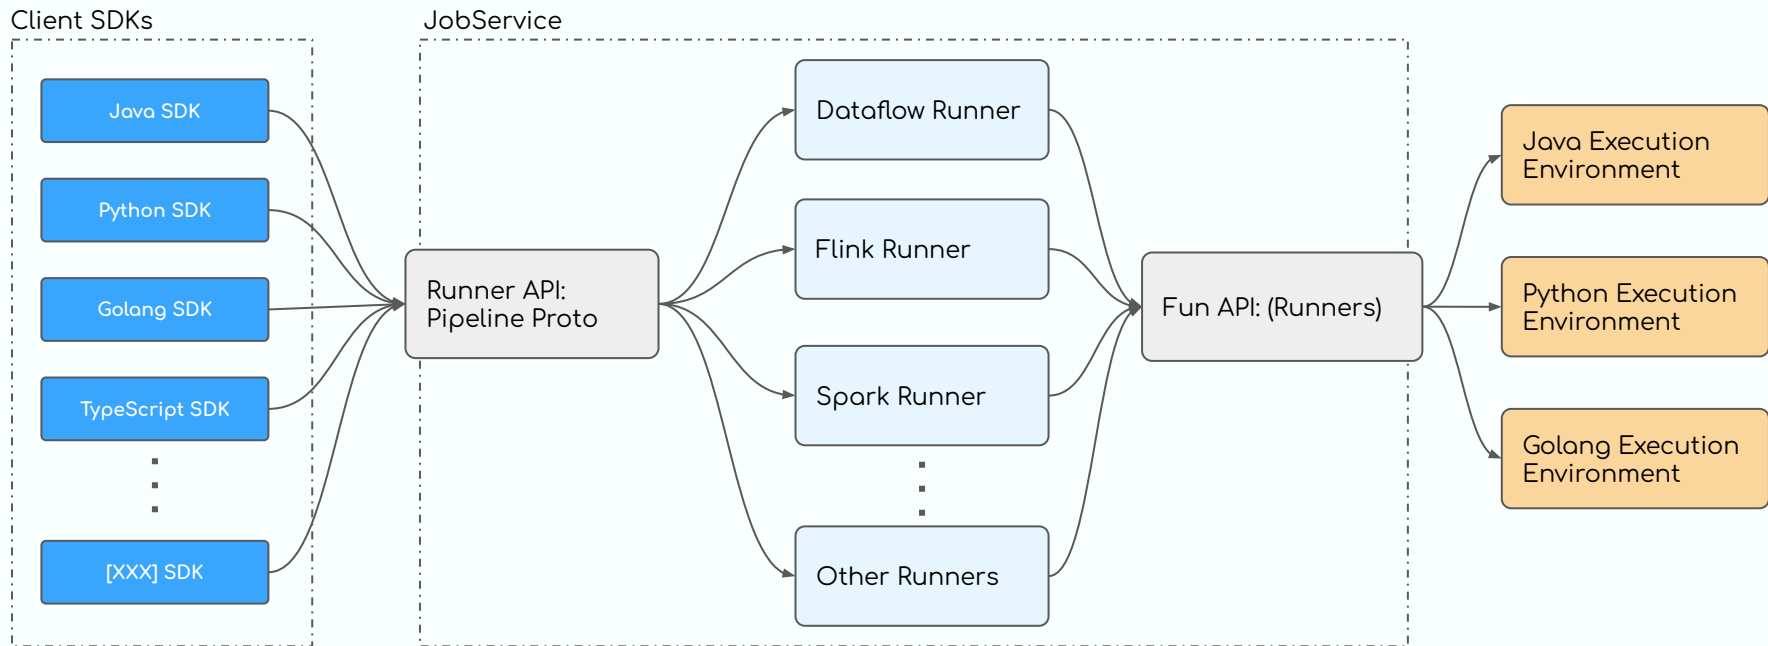 Client SDKs
JobService
Java SDK
Python SDK
Golang SDK
TypeScript SDK
[XXX] SDK
Runner API:
Pipeline Proto
Dataflow Runner
Flink Runner
Spark Runner
Other Runners
Fun API: (Runners)
Java Execution
Environment
Python Execution
Environment
Golang Execution
Environment